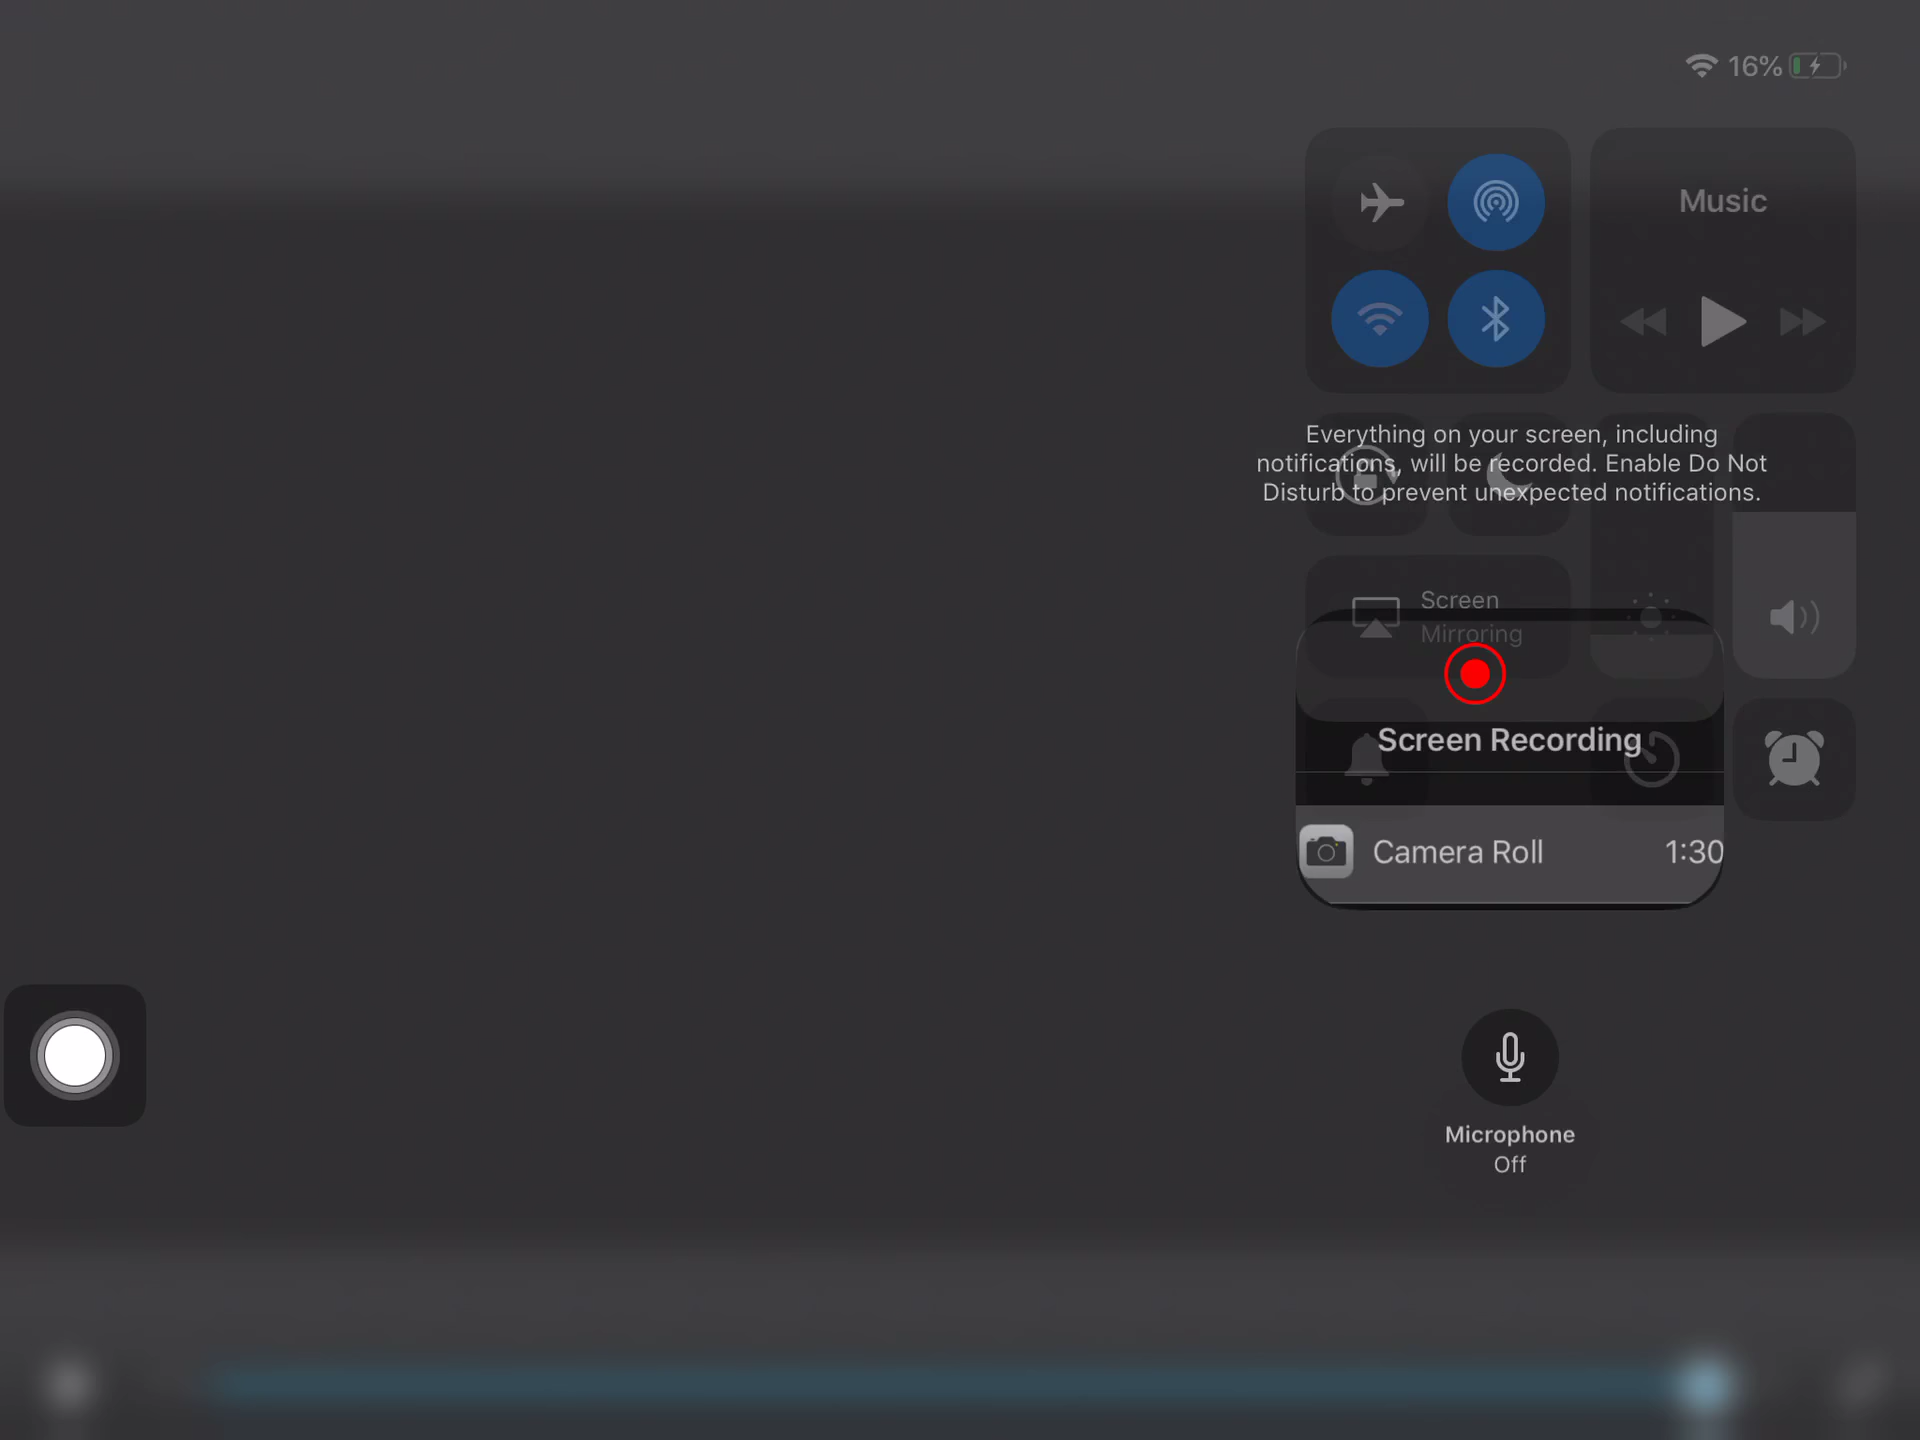 16%
Music
Everything on your screen, including
notifications, will be recorded. Enable Do Not
Disturb to prevent unexpected notifications.
Screen
Mirroring
Screen Recording
Camera Roll 1:30
Microphone
Off